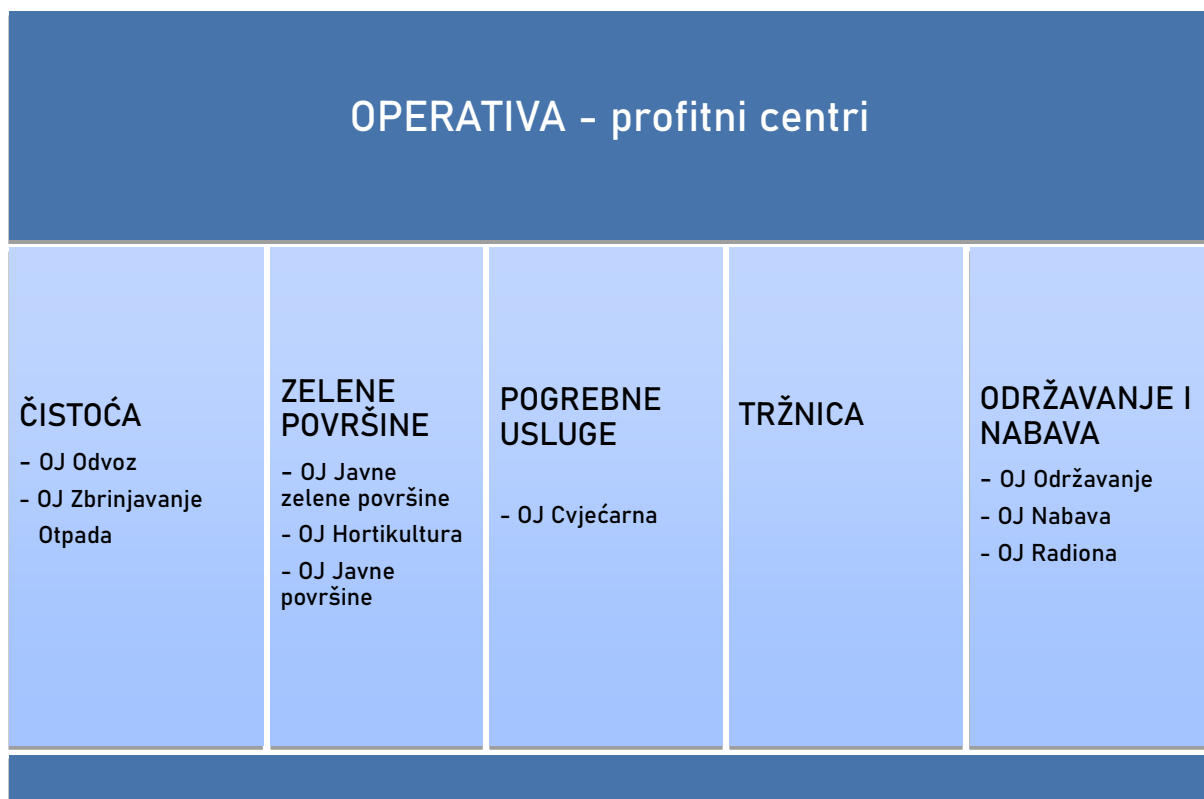 OPERATIVA - profitni centri
ČISTOĆA
- OJ Odvoz
- OJ Zbrinjavanje
Otpada
ZELENE
POVRŠINE
- OJ Javne
zelene površine
- OJ Hortikultura
- OJ Javne
površine
POGREBNE
USLUGE
- OJ Cvjećarna
TRŽNICA
ODRŽAVANJE I
NABAVA
- OJ Održavanje
- OJ Nabava
- OJ Radiona